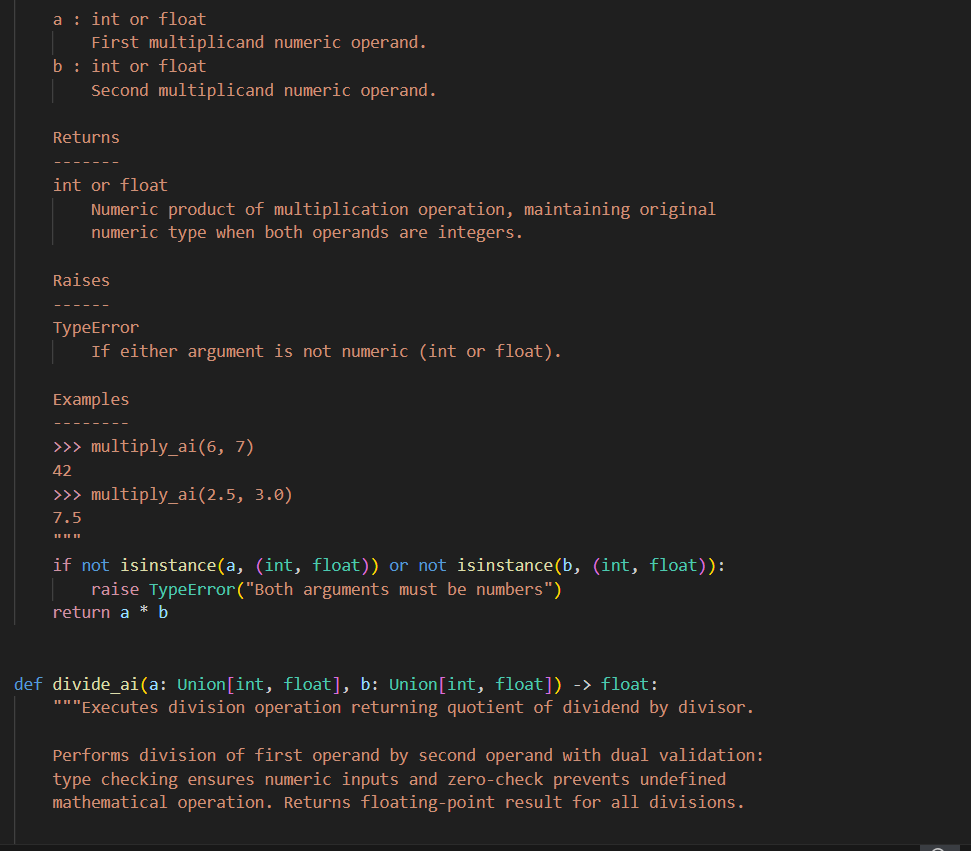 a : int or float
    First multiplicand numeric operand.
b : int or float
    Second multiplicand numeric operand.

Returns
-------
int or float
    Numeric product of multiplication operation, maintaining original
    numeric type when both operands are integers.

Raises
------
TypeError
    If either argument is not numeric (int or float).

Examples
--------
>>> multiply_ai(6, 7)
42
>>> multiply_ai(2.5, 3.0)
7.5
"""
if not isinstance(a, (int, float)) or not isinstance(b, (int, float)):
    raise TypeError("Both arguments must be numbers")
return a * b

def divide_ai(a: Union[int, float], b: Union[int, float]) -> float:
    """Executes division operation returning quotient of dividend by divisor.

    Performs division of first operand by second operand with dual validation:
    type checking ensures numeric inputs and zero-check prevents undefined
    mathematical operation. Returns floating-point result for all divisions.